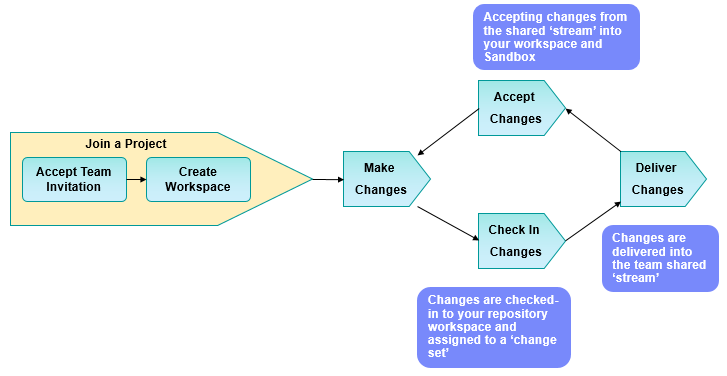 Accepting changes from
the shared ‘stream’ into
your workspace and
Sandbox
Accept
Changes
Join a Project
Accept Team
Invitation
Create
Workspace
Make
Changes
Deliver
Changes
Check In
Changes
Changes are
delivered into
the team shared
‘stream’
Changes are checked-
in to your repository
workspace and
assigned to a ‘change
set’